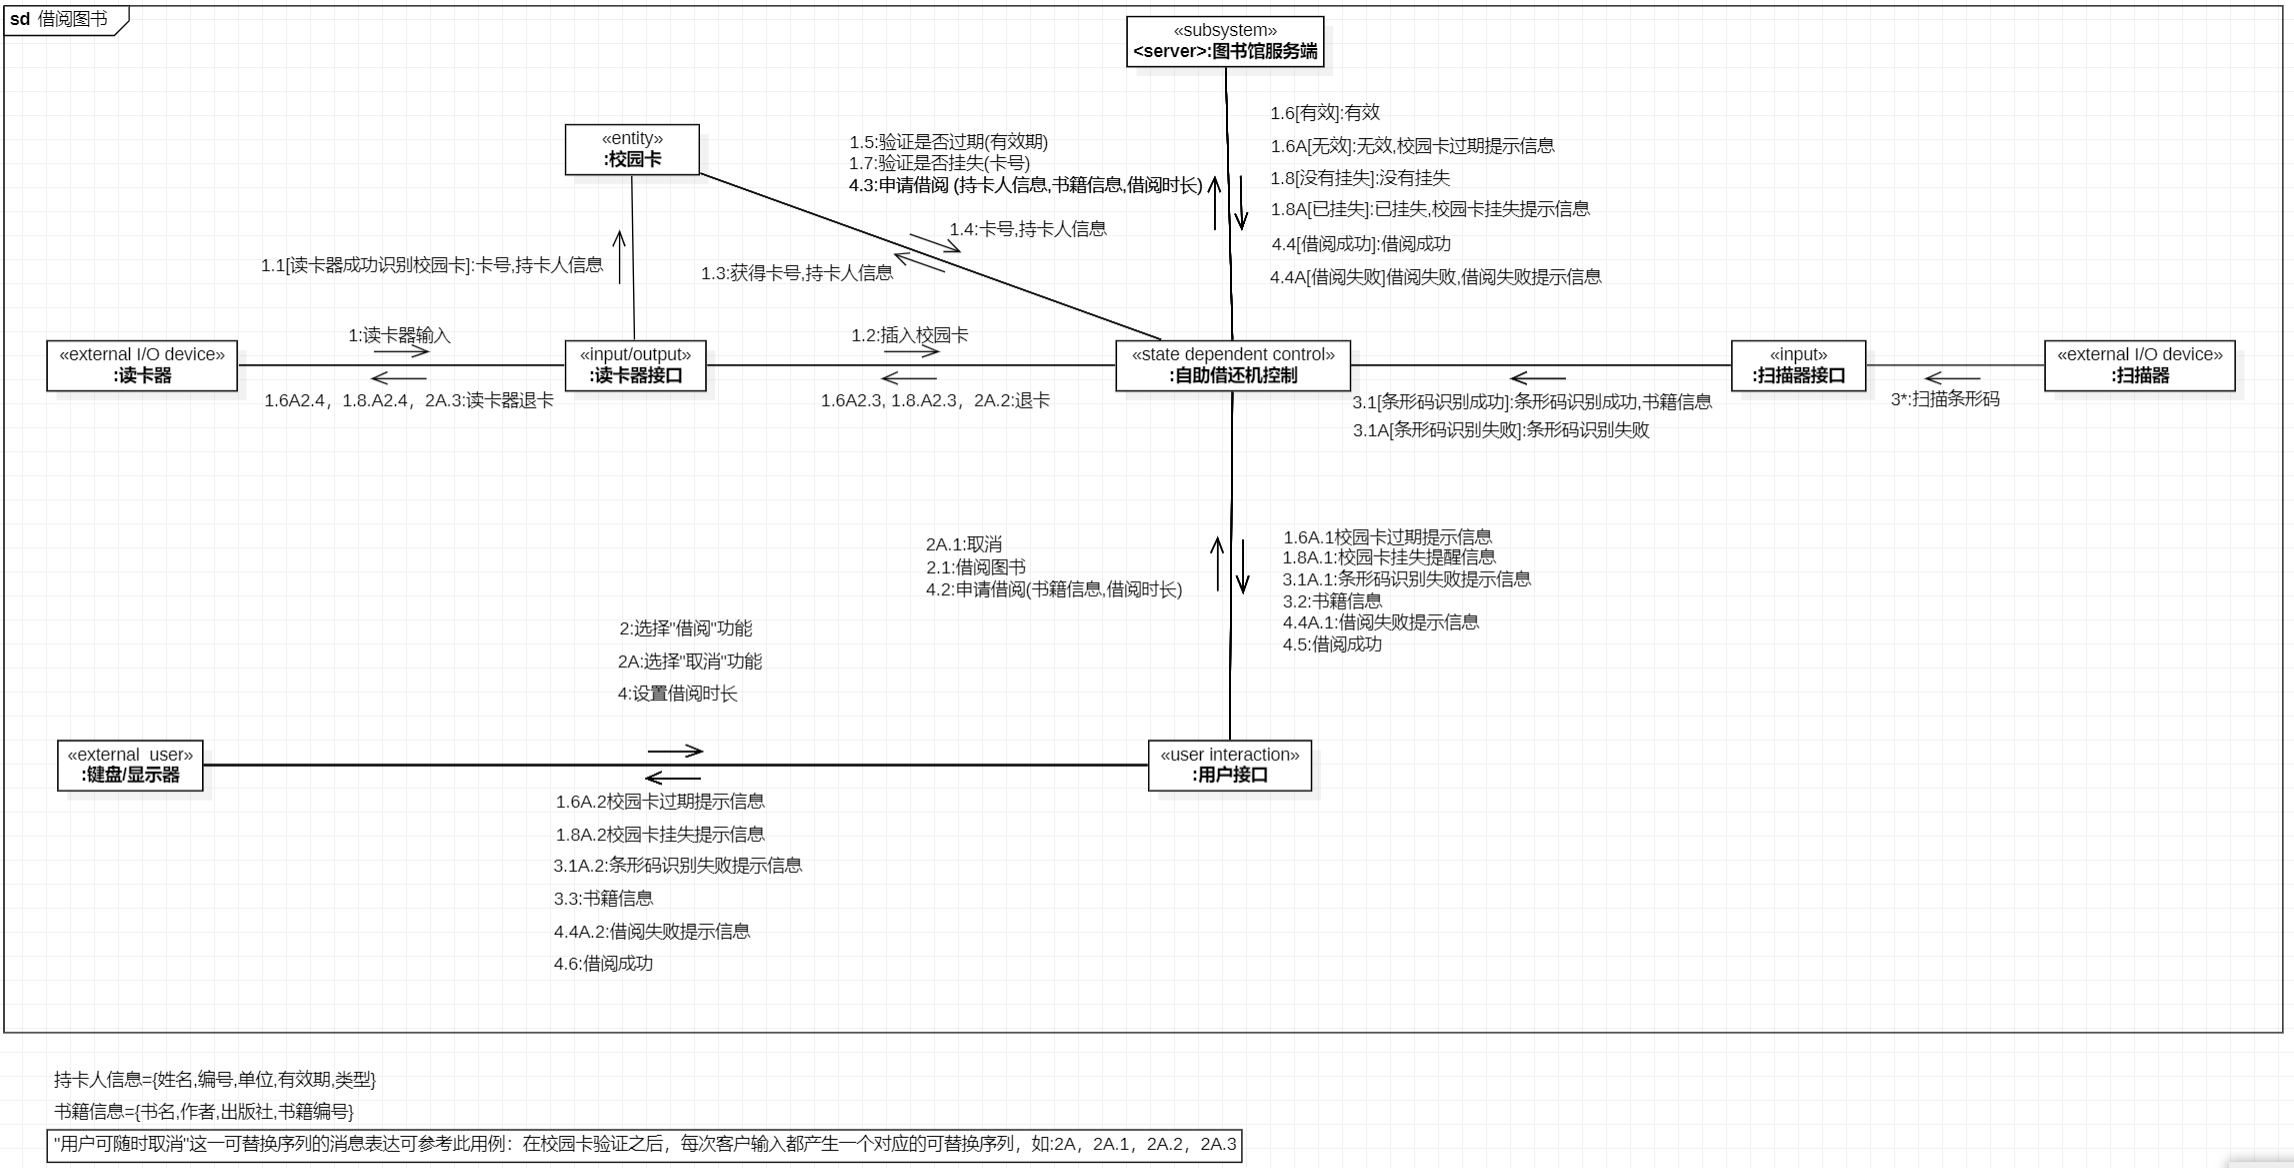 sd 借阅图书
«subsystem»
<server>:图书馆服务端
1.6[有效]:有效
1.6A[无效]:无效,校园卡过期提示信息
1.8[没有挂失]:没有挂失
1.8A[已挂失]:已挂失,校园卡挂失提示信息
4.4[借阅成功]:借阅成功
4.4A[借阅失败]借阅失败,借阅失败提示信息
«entity»
:校园卡
1.5:验证是否过期(有效期)
1.7:验证是否挂失(卡号)
4.3:申请借阅 (持卡人信息,书籍信息,借阅时长)
1.4:卡号,持卡人信息
1.3:获得卡号,持卡人信息
1.1[读卡器成功识别校园卡]:卡号,持卡人信息
«external I/O device»
:读卡器
1:读卡器输入
1.6A2.4，1.8.A2.4，2A.3:读卡器退卡
«input/output»
:读卡器接口
1.2:插入校园卡
1.6A2.3, 1.8.A2.3，2A.2:退卡
«state dependent control»
:自助借还机控制
3.1[条形码识别成功]:条形码识别成功,书籍信息
3.1A[条形码识别失败]:条形码识别失败
«input»
:扫描器接口
3*:扫描条形码
«external I/O device»
:扫描器
2A.1:取消
2.1:借阅图书
4.2:申请借阅(书籍信息,借阅时长)
1.6A.1校园卡过期提示信息
1.8A.1:校园卡挂失提醒信息
3.1A.1:条形码识别失败提示信息
3.2:书籍信息
4.4A.1:借阅失败提示信息
4.5:借阅成功
2:选择"借阅"功能
2A:选择"取消"功能
4:设置借阅时长
«external  user»
:键盘/显示器
«user interaction»
:用户接口
1.6A.2校园卡过期提示信息
1.8A.2校园卡挂失提示信息
3.1A.2:条形码识别失败提示信息
3.3:书籍信息
4.4A.2:借阅失败提示信息
4.6:借阅成功
持卡人信息={姓名,编号,单位,有效期,类型}
书籍信息={书名,作者,出版社,书籍编号}
"用户可随时取消"这一可替换序列的消息表达可参考此用例：在校园卡验证之后，每次客户输入都产生一个对应的可替换序列，如:2A，2A.1，2A.2，2A.3